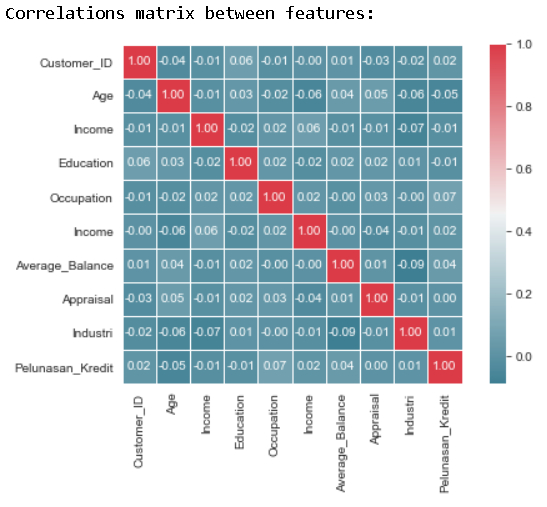 Correlations matrix between features:
Customer_ID 1.00 -0.04 -0.01 0.06 -0.01 -0.00 0.01 -0.03 -0.02 0.02
Age -0.04 1.00 -0.01 0.03 -0.02 -0.06 0.04 0.05 -0.06 -0.05
Income -0.01 -0.01 1.00 -0.02 0.02 0.06 -0.01 -0.01 -0.07 -0.01
Education 0.06 0.03 -0.02 1.00 0.02 -0.02 0.02 0.02 0.01 -0.01
Occupation -0.01 -0.02 0.02 0.02 1.00 0.02 -0.00 0.03 -0.00 0.07
Income -0.00 -0.06 0.06 -0.02 0.02 1.00 -0.00 -0.04 -0.01 0.02
Average_Balance 0.01 0.04 -0.01 0.02 -0.00 -0.00 1.00 0.01 -0.09 0.04
Appraisal -0.03 0.05 -0.01 0.02 0.03 -0.04 0.01 1.00 -0.01 0.00
Industri -0.02 -0.06 -0.07 0.01 -0.00 -0.01 -0.09 -0.01 1.00 0.01
Pelunasan_Kredit 0.02 -0.05 -0.01 -0.01 0.07 0.02 0.04 0.00 0.01 1.00
Customer_ID
Age
Income
Education
Occupation
Income
Average_Balance
Appraisal
Industri
Pelunasan_Kredit
1.0
0.8
0.6
0.4
0.2
0.0